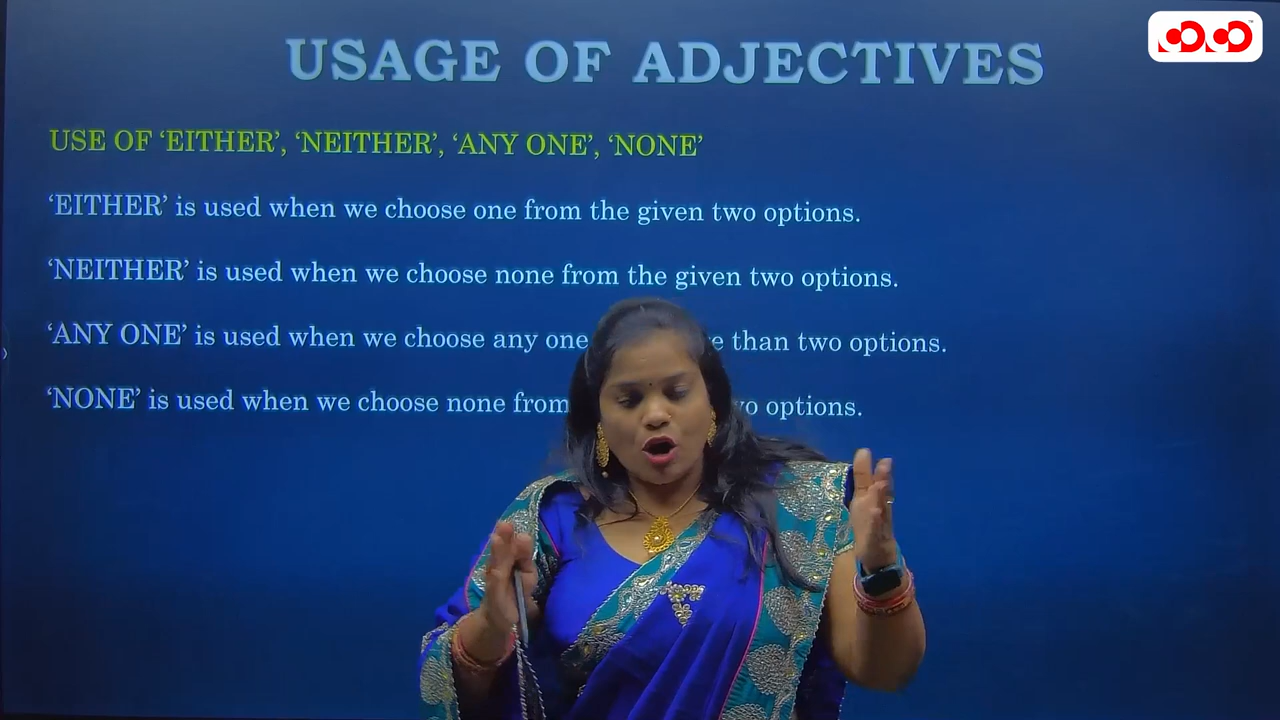 USAGE OF ADJECTIVES
USE OF ‘EITHER’, ‘NEITHER’, ‘ANY ONE’, ‘NONE’
‘EITHER’ is used when we choose one from the given two options.
‘NEITHER’ is used when we choose none from the given two options.
‘ANY ONE’ is used when we choose any one than two options.
‘NONE’ is used when we choose none from options.